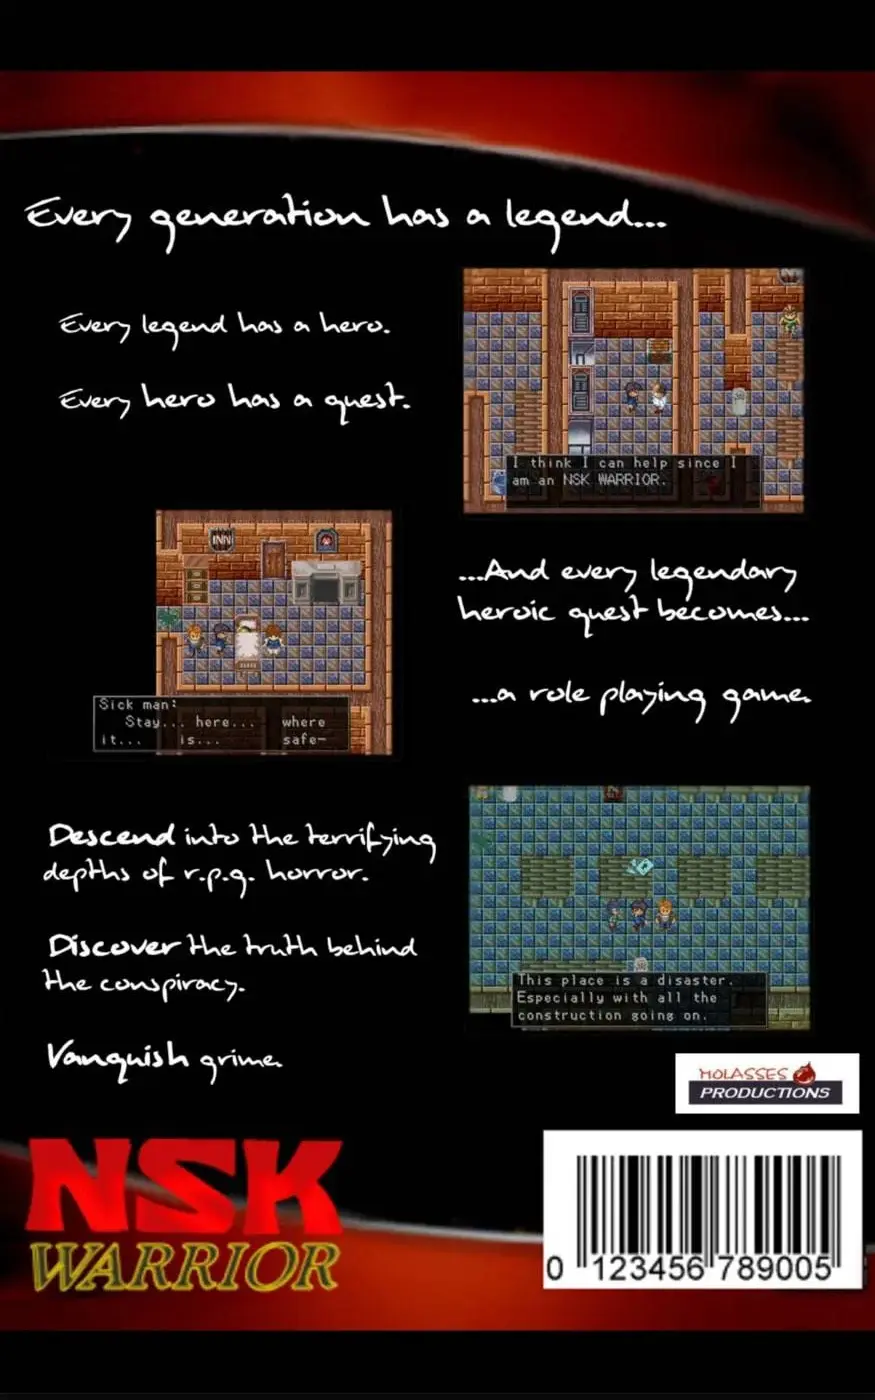 Every generation has a legend...
Every legend has a hero.
Every hero has a quest.
I think I can help since I
am an NSK WARRIOR.
INN
Sick man:
Stay... here... where
it... is... safe—
...And every legendary
heroic quest becomes...
...a role playing game.
Descend into the terrifying
depths of r.p.g. horror.
Discover the truth behind
the conspiracy.
Vanquish grime.
This place is a disaster.
Especially with all the
construction going on.
MOLASSES
PRODUCTIONS
NSK
WARRIOR
0 123456 789005